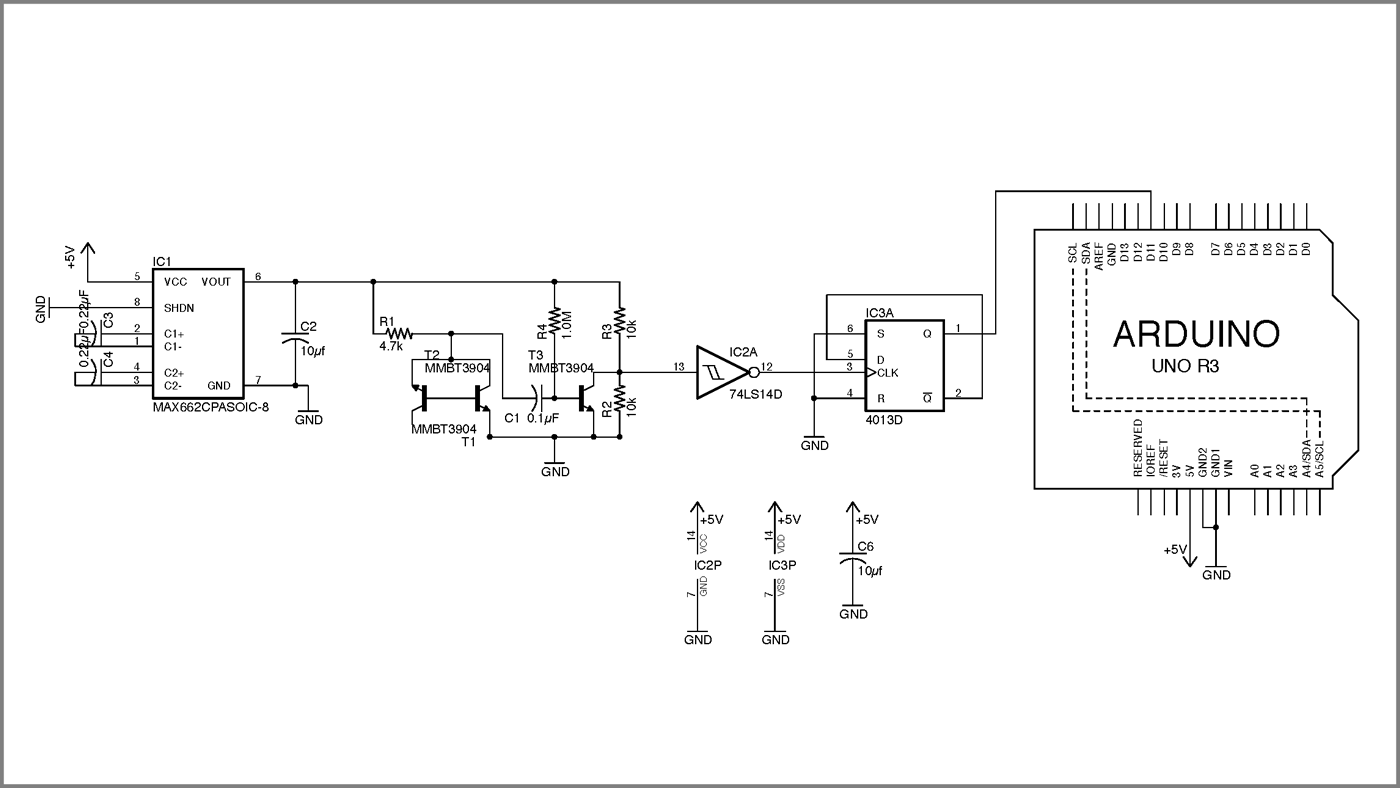 +5V
IC1
5
VCC
VOUT
6
GND
8
SHDN
0.22µF
C3
2
C1+
1
C1-
0.22µF
C4
4
C2+
3
C2-
GND
7
MAX662CPASOIC-8
C2
10µf
GND
R1
4.7k
T2
MMBT3904
MMBT3904
T1
C1
0.1µF
T3
MMBT3904
R4
1.0M
R3
10k
R2
10k
GND
13
IC2A
12
74LS14D
IC3A
6
S
Q
1
5
D
3
CLK
4
R
Q
2
4013D
GND
SCL
SDA
AREF
GND
D13
D12
D11
D10
D9
D8
D7
D6
D5
D4
D3
D2
D1
D0
ARDUINO
UNO R3
RESERVED
IOREF
/RESET
3V
5V
GND2
GND1
VIN
A0
A1
A2
A3
A4/SDA
A5/SCL
+5V
GND
+5V
14
VCC
IC2P
7
GND
GND
+5V
14
VDD
IC3P
7
VSS
GND
+5V
C6
10µf
GND